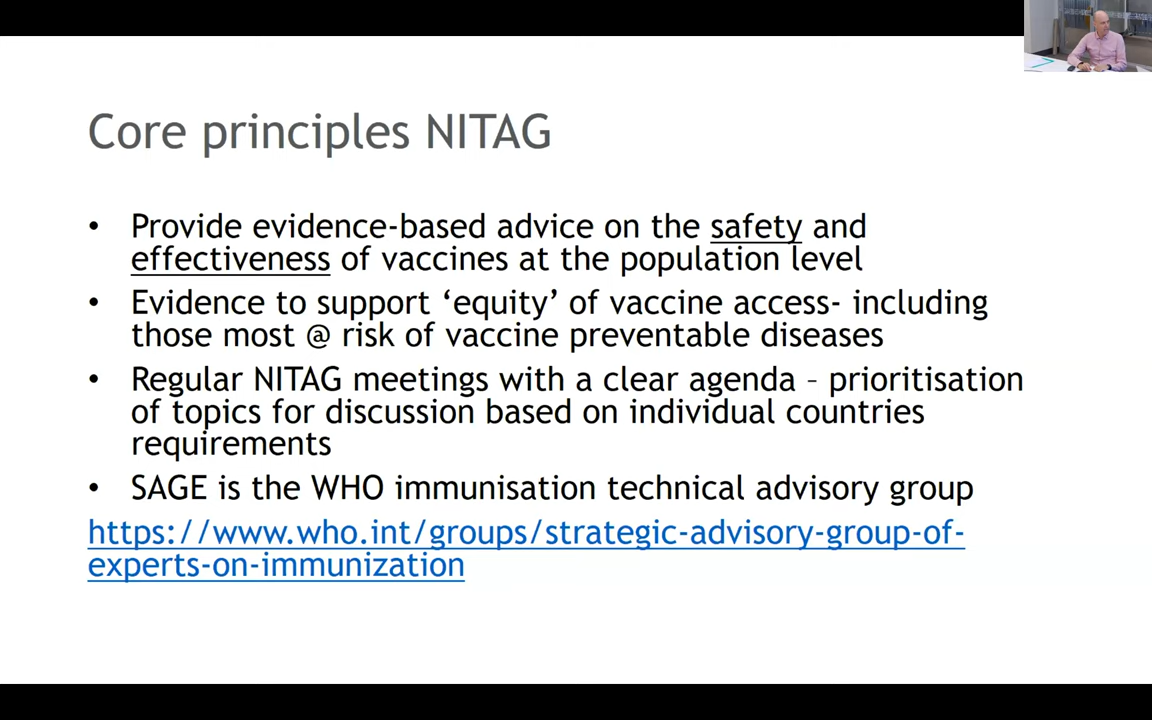 Core principles NITAG
• Provide evidence-based advice on the safety and
effectiveness of vaccines at the population level
• Evidence to support ‘equity’ of vaccine access- including
those most @ risk of vaccine preventable diseases
• Regular NITAG meetings with a clear agenda – prioritisation
of topics for discussion based on individual countries
requirements
• SAGE is the WHO immunisation technical advisory group
https://www.who.int/groups/strategic-advisory-group-of-
experts-on-immunization